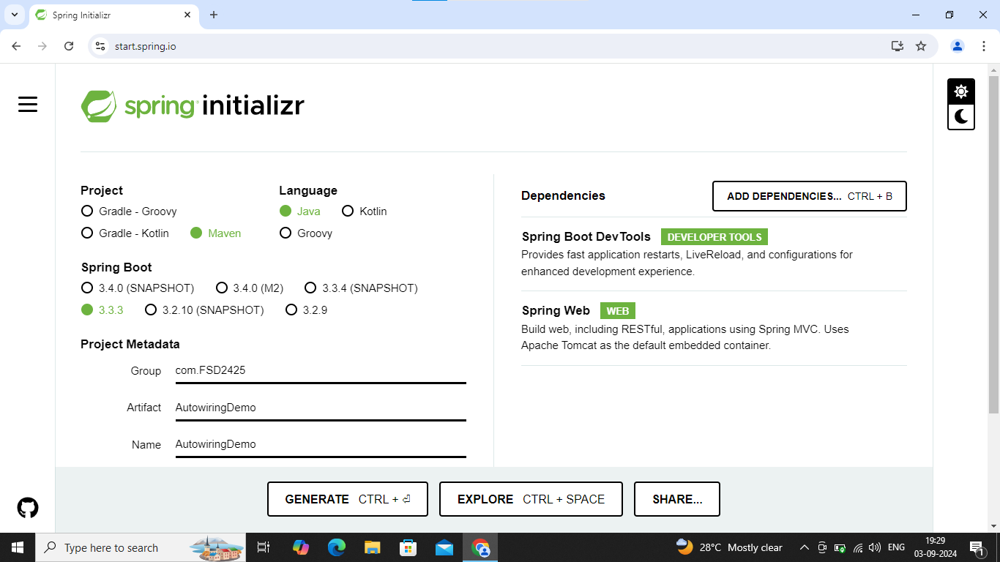 Spring Initializr
start.spring.io
spring initializr
Project
Gradle - Groovy
Gradle - Kotlin Maven
Language
Java Kotlin
Groovy
Spring Boot
3.4.0 (SNAPSHOT) 3.4.0 (M2) 3.3.4 (SNAPSHOT)
3.3.3 3.2.10 (SNAPSHOT) 3.2.9
Project Metadata
Group com.FSD2425
Artifact AutowiringDemo
Name AutowiringDemo
Dependencies ADD DEPENDENCIES... CTRL + B
Spring Boot DevTools DEVELOPER TOOLS
Provides fast application restarts, LiveReload, and configurations for
enhanced development experience.
Spring Web WEB
Build web, including RESTful, applications using Spring MVC. Uses
Apache Tomcat as the default embedded container.
GENERATE CTRL + ⏎ EXPLORE CTRL + SPACE SHARE...
Type here to search 28°C Mostly clear ENG 19:29
03-09-2024 1